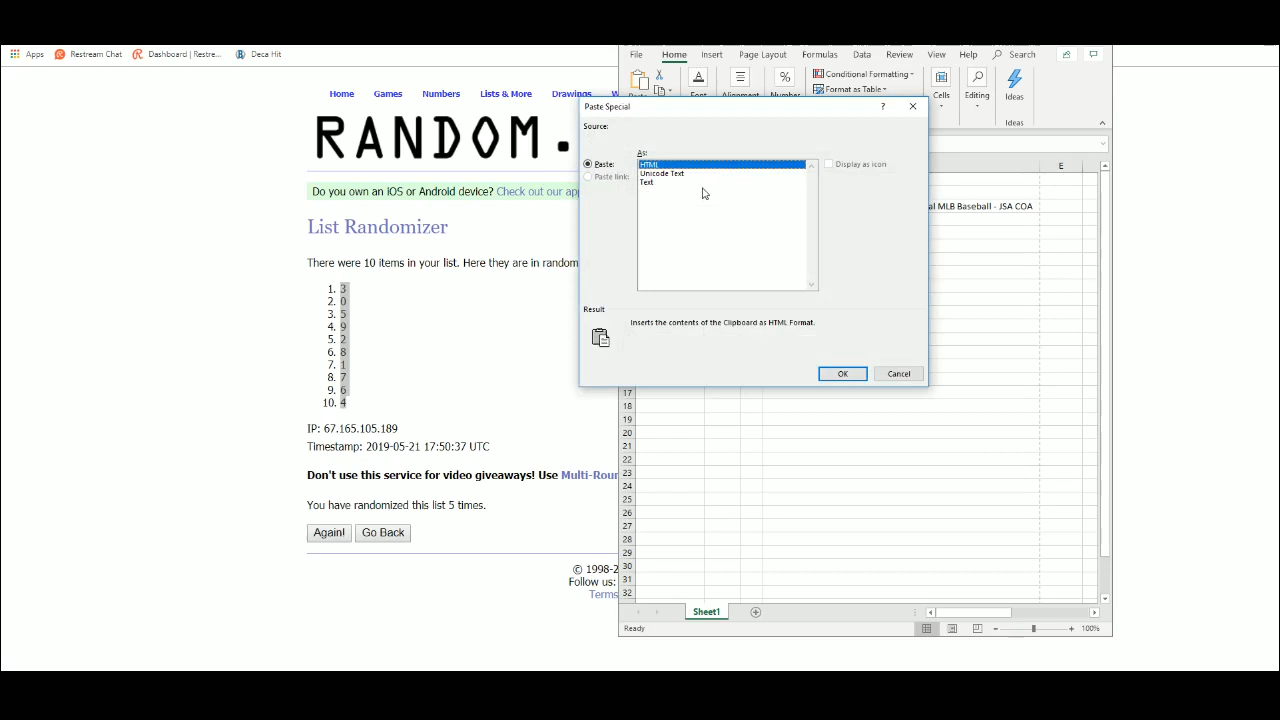 Apps Restream Chat Dashboard | Restre... Deca Hit
Home Games Numbers Lists & More Drawings
RANDOM.
Do you own an iOS or Android device? Check out our app
List Randomizer
There were 10 items in your list. Here they are in random
1. 3
2. 0
3. 5
4. 9
5. 2
6. 8
7. 1
8. 7
9. 6
10. 4
IP: 67.165.105.189
Timestamp: 2019-05-21 17:50:37 UTC
Don't use this service for video giveaways! Use Multi-Rou
You have randomized this list 5 times.
Again! Go Back
© 1998-2
Follow us:
Terms
File Home Insert Page Layout Formulas Data Review View Help Search
Conditional Formatting
Format as Table
Cells
Editing
Ideas
Ideas
Paste Special
?
Source:
As:
Paste:
Paste link:
HTML
Unicode Text
Text
Display as icon
Result
Inserts the contents of the Clipboard as HTML Format.
OK Cancel
E
al MLB Baseball - JSA COA
17
18
19
20
21
22
23
24
25
26
27
28
29
30
31
32
Sheet1
Ready
100%